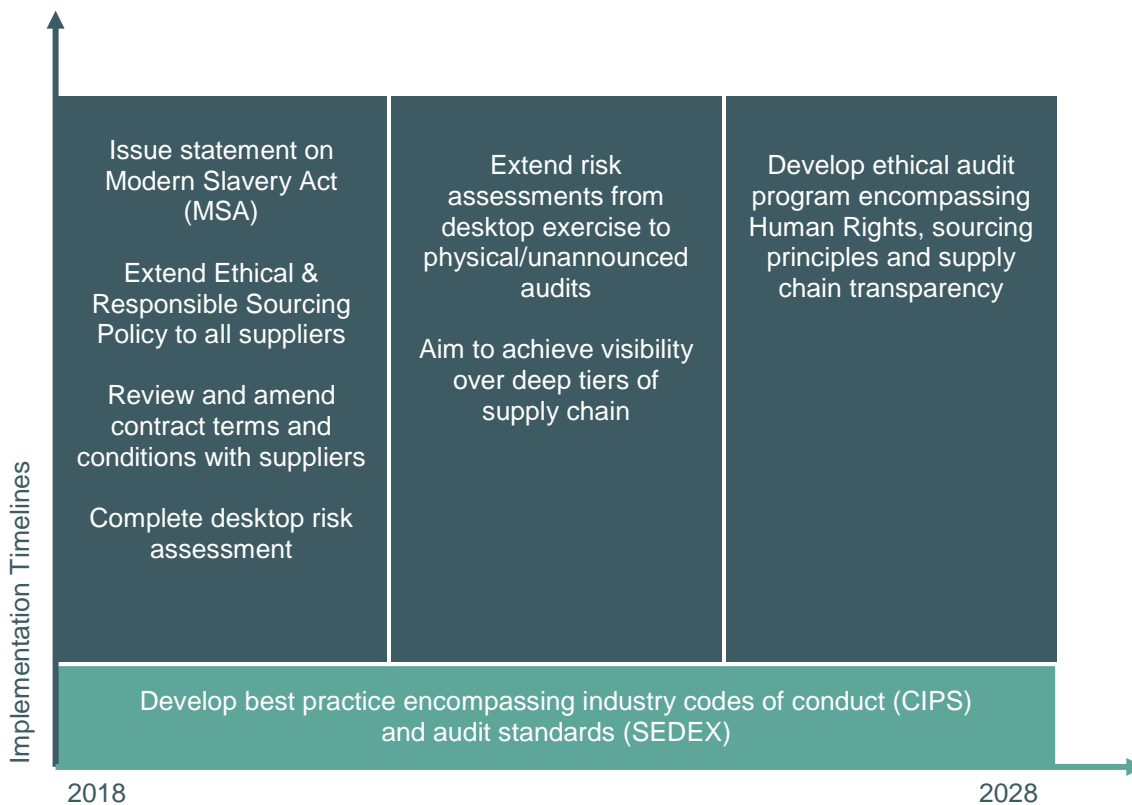 Issue statement on
Modern Slavery Act
(MSA)
Extend Ethical &
Responsible Sourcing
Policy to all suppliers
Review and amend
contract terms and
conditions with suppliers
Complete desktop risk
assessment
Extend risk
assessments from
desktop exercise to
physical/unannounced
audits
Aim to achieve visibility
over deep tiers of
supply chain
Develop ethical audit
program encompassing
Human Rights, sourcing
principles and supply
chain transparency
Implementation Timelines
Develop best practice encompassing industry codes of conduct (CIPS)
and audit standards (SEDEX)
2018
2028